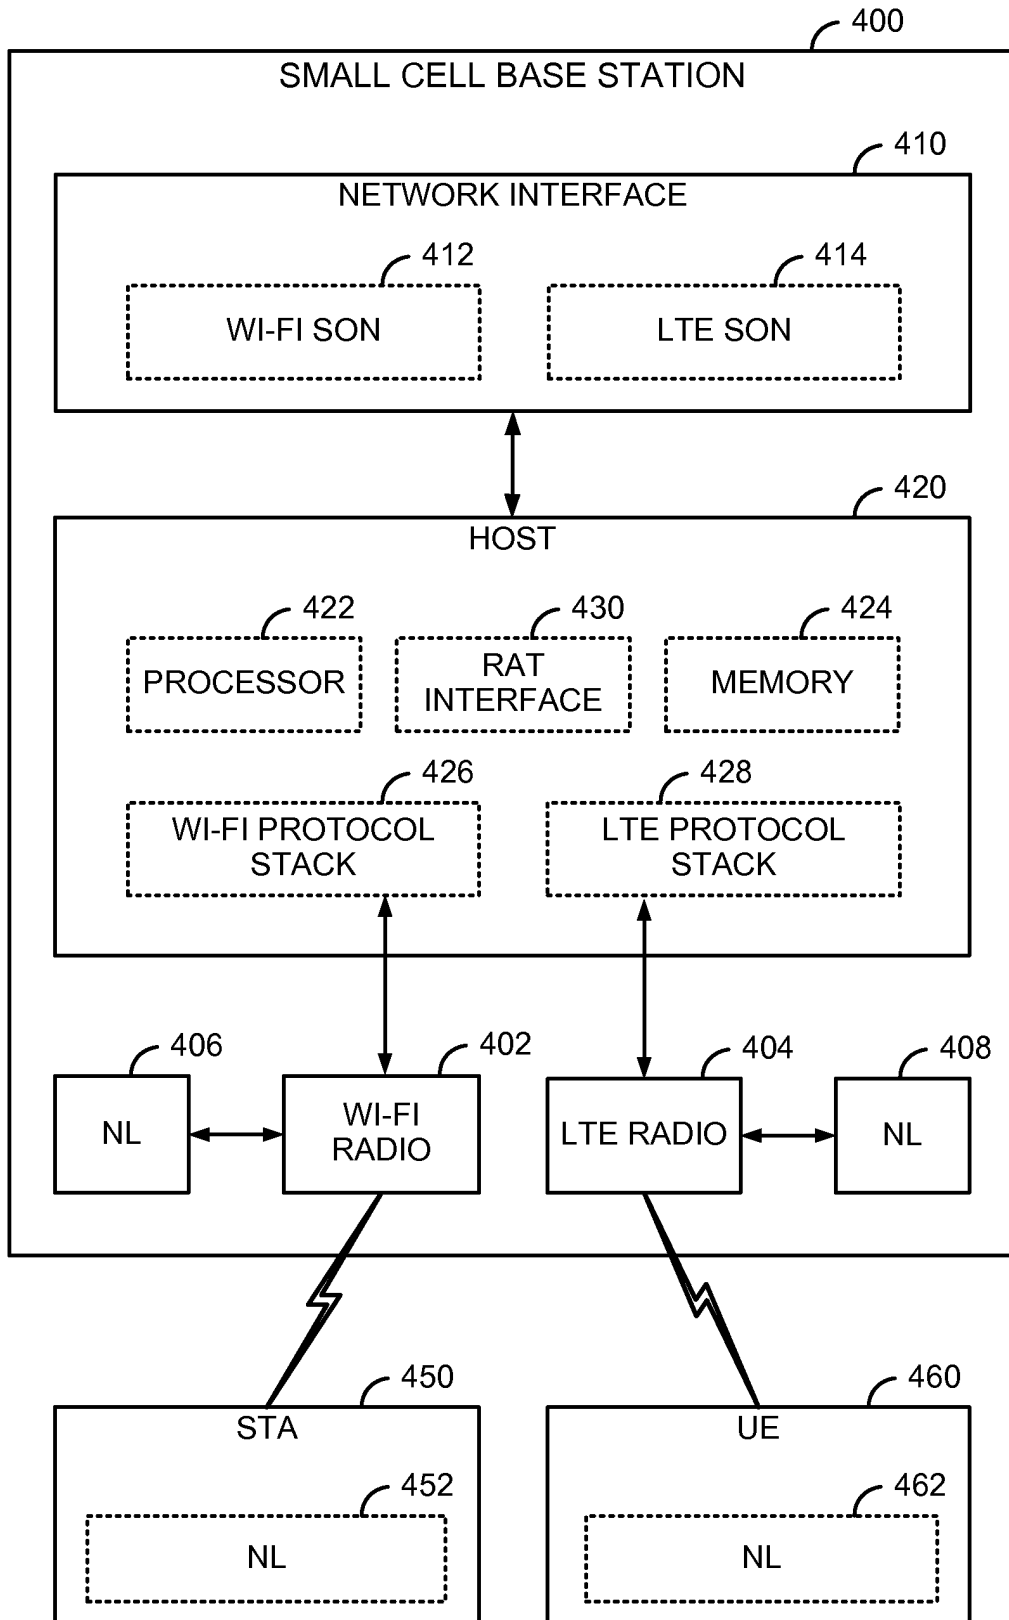 400
SMALL CELL BASE STATION
410
NETWORK INTERFACE
412
414
WI-FI SON
LTE SON
420
HOST
422
430
424
PROCESSOR
RAT
INTERFACE
MEMORY
426
428
WI-FI PROTOCOL
STACK
LTE PROTOCOL
STACK
406
402
404
408
NL
WI-FI
RADIO
LTE RADIO
NL
450
460
STA
UE
452
462
NL
NL